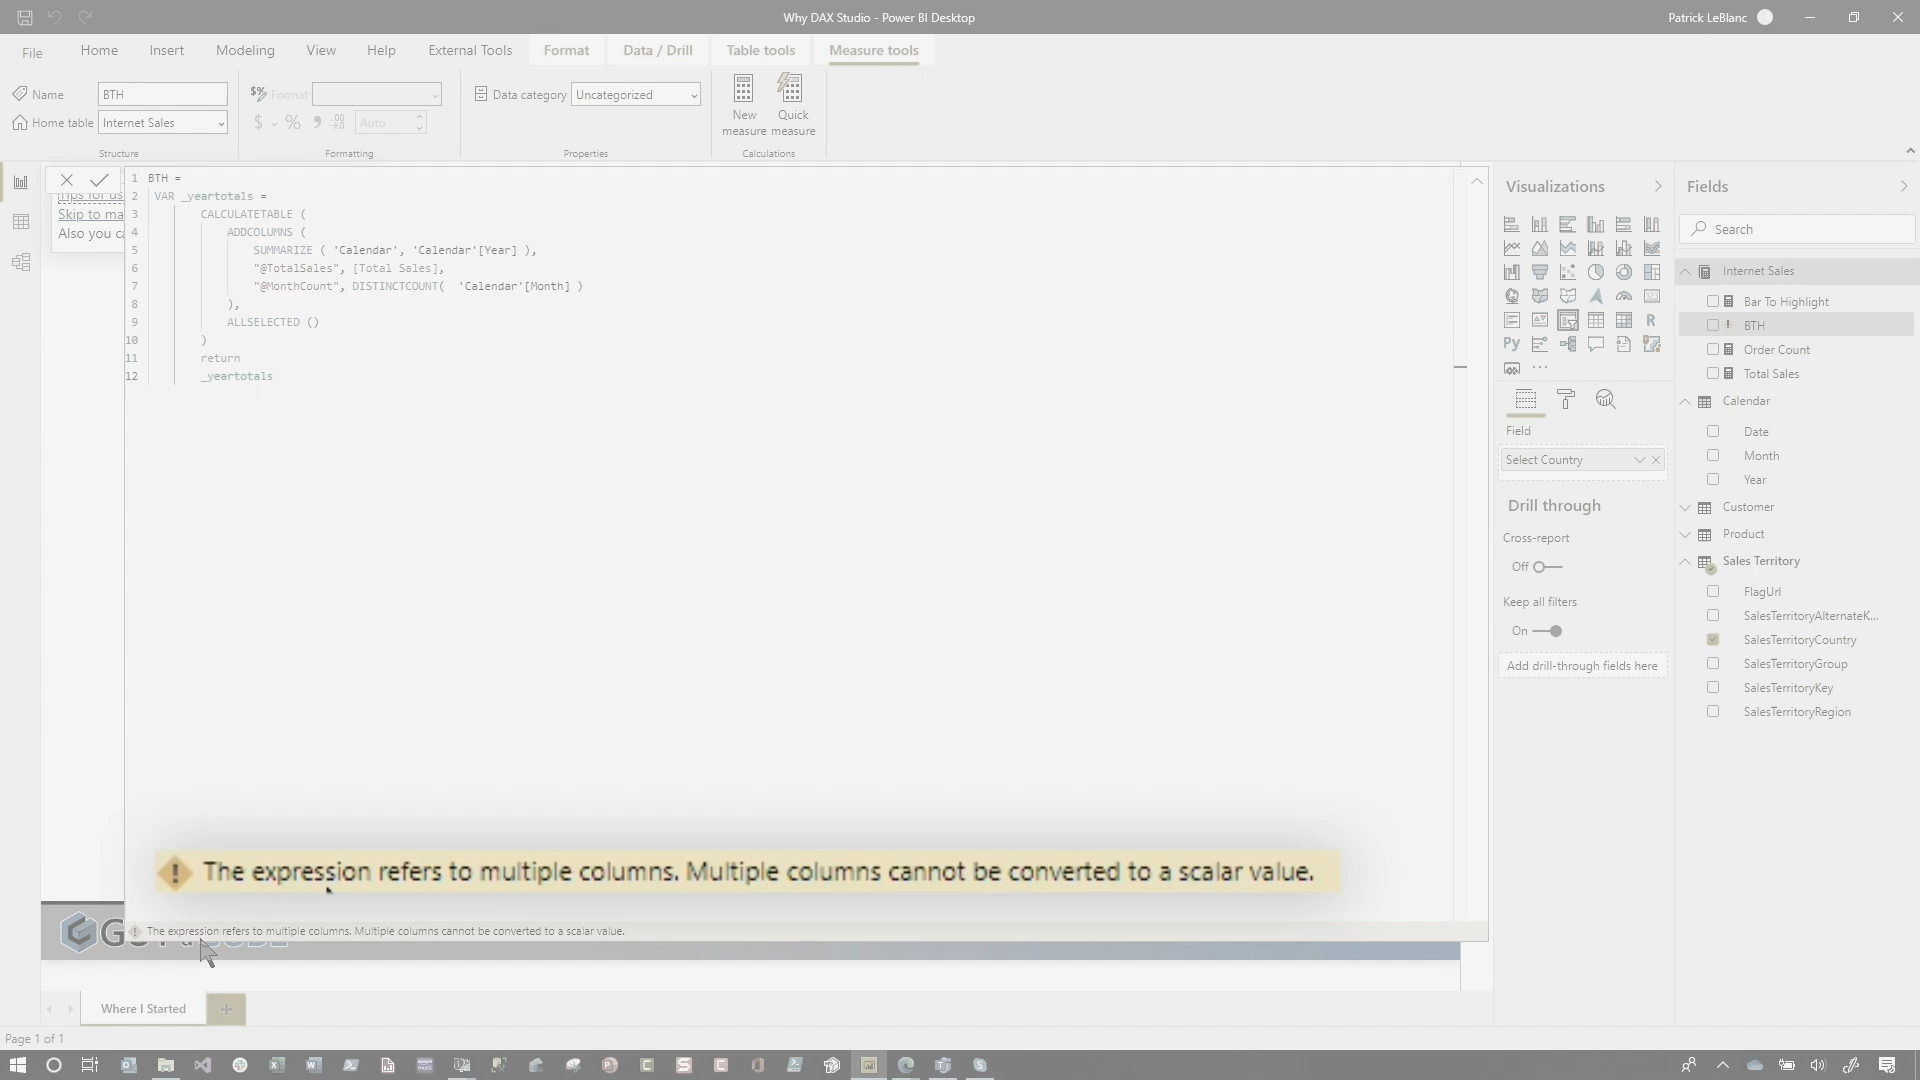 Why DAX Studio - Power BI Desktop
Patrick LeBlanc
File
Home
Insert
Modeling
View
Help
External Tools
Format
Data / Drill
Table tools
Measure tools
Name
BTH
Home table
Internet Sales
Structure
Format
$ % 9 .00
Auto
Formatting
Data category
Uncategorized
Properties
New measure
Quick measure
Calculations
Tips for us
Skip to ma
Also you ca
1 BTH =
2 VAR _yeartotals =
3 CALCULATETABLE (
4 ADDCOLUMNS (
5 SUMMARIZE ( 'Calendar', 'Calendar'[Year] ),
6 "@TotalSales", [Total Sales],
7 "@MonthCount", DISTINCTCOUNT( 'Calendar'[Month] )
8 ),
9 ALLSELECTED ()
10 )
11 return
12 _yeartotals
The expression refers to multiple columns. Multiple columns cannot be converted to a scalar value.
The expression refers to multiple columns. Multiple columns cannot be converted to a scalar value.
Visualizations
R
Py
Field
Select Country
Drill through
Cross-report
Off
Keep all filters
On
Add drill-through fields here
Fields
Search
Internet Sales
Bar To Highlight
BTH
Order Count
Total Sales
Calendar
Date
Month
Year
Customer
Product
Sales Territory
FlagUrl
SalesTerritoryAlternateK...
SalesTerritoryCountry
SalesTerritoryGroup
SalesTerritoryKey
SalesTerritoryRegion
Where I Started
Page 1 of 1